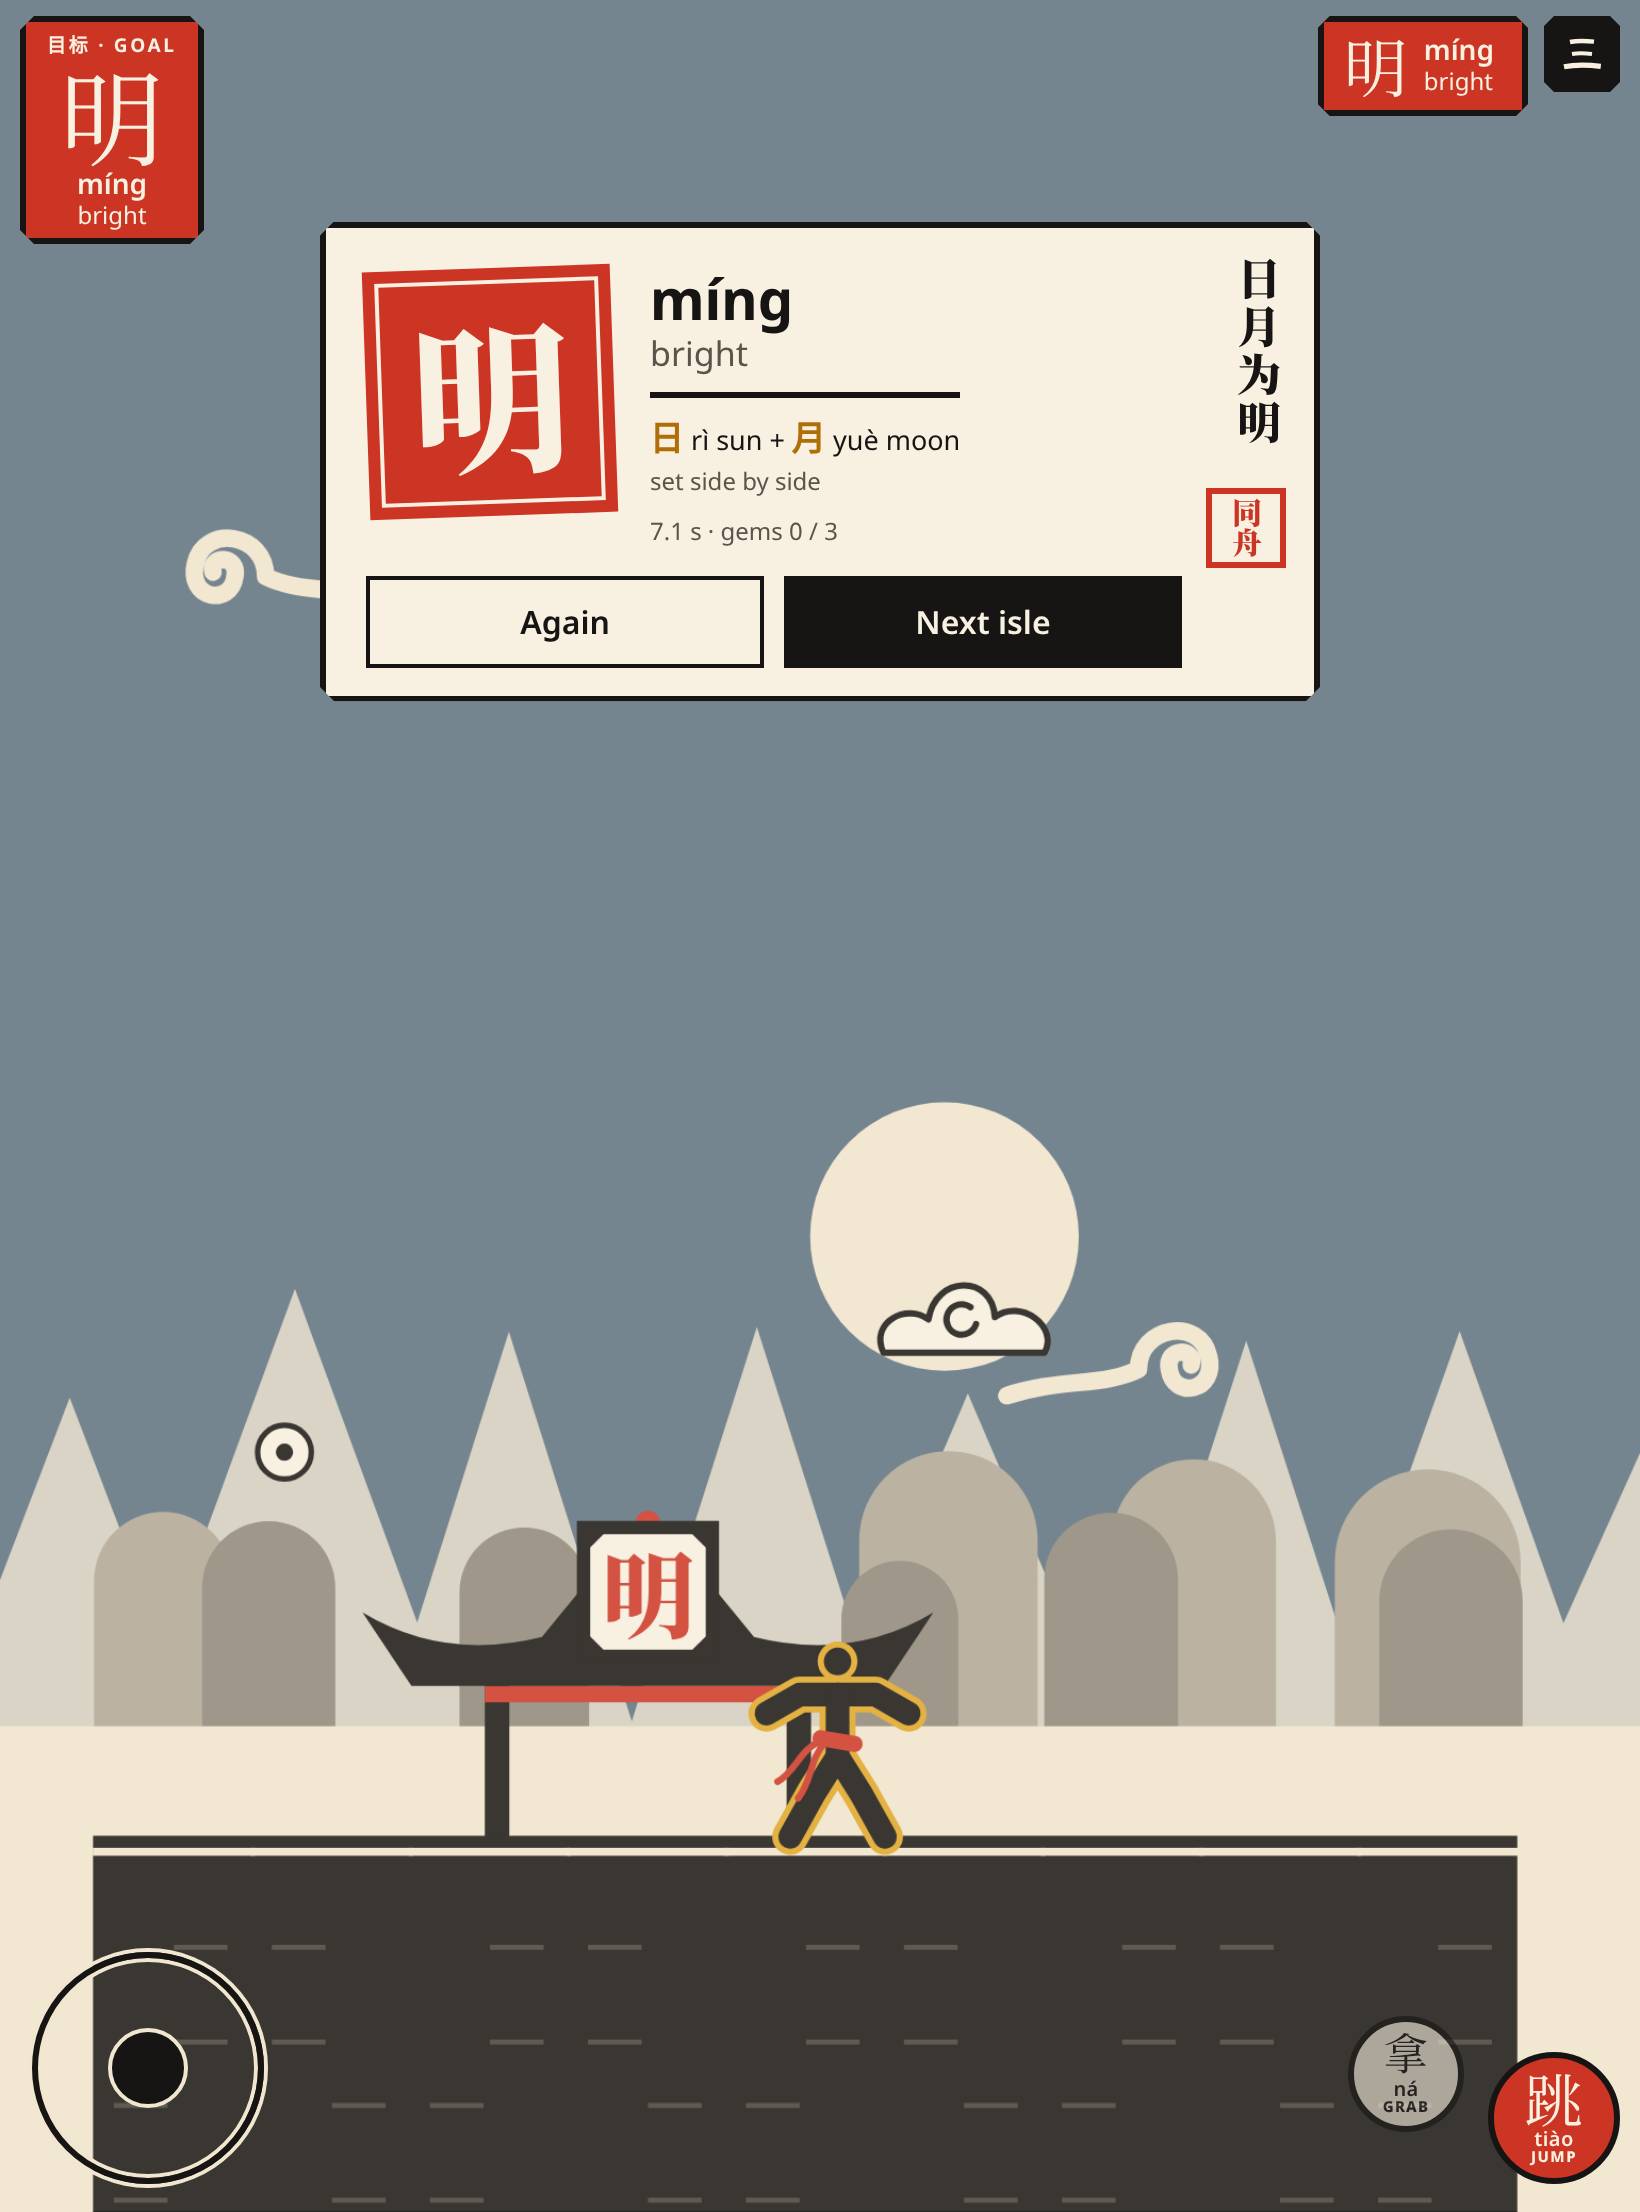 目标 · GOAL
明
míng
bright
明
míng
bright
三
明
míng
bright
日 rì sun + 月 yuè moon
set side by side
7.1 s · gems 0 / 3
日月为明
同舟
Again
Next isle
明
拿
ná
GRAB
跳
tiào
JUMP